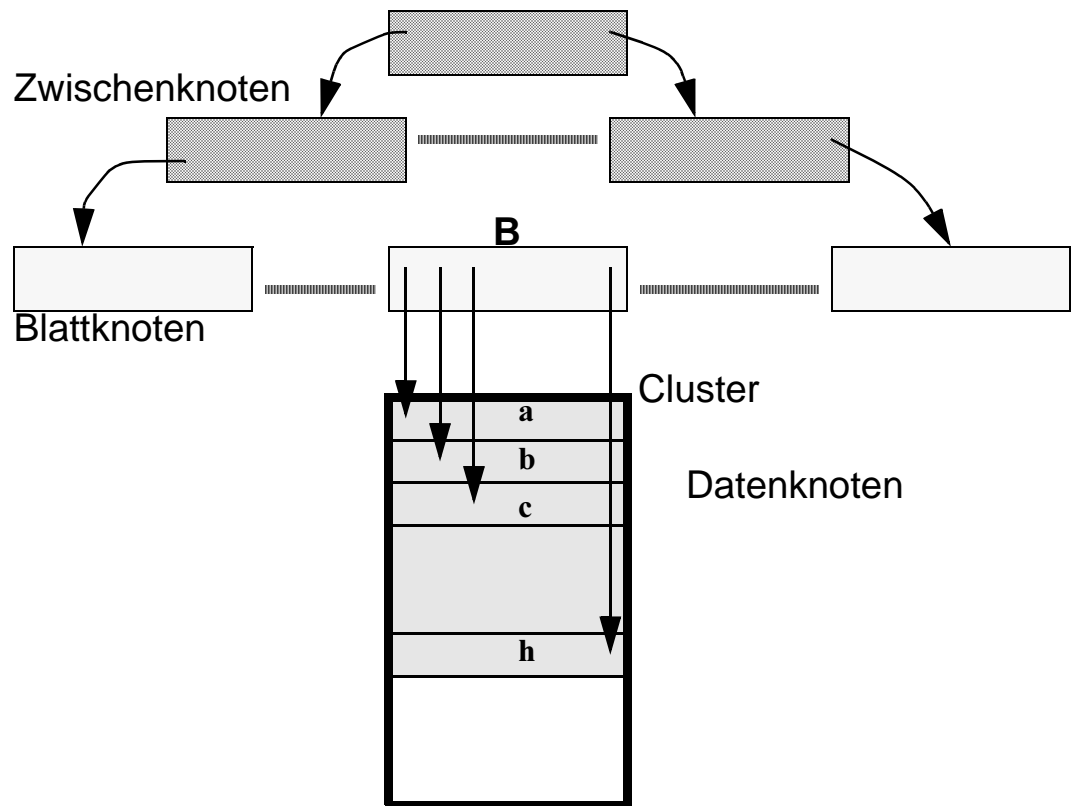 Zwischenknoten
B
Blattknoten
Cluster
a
b
Datenknoten
c
h